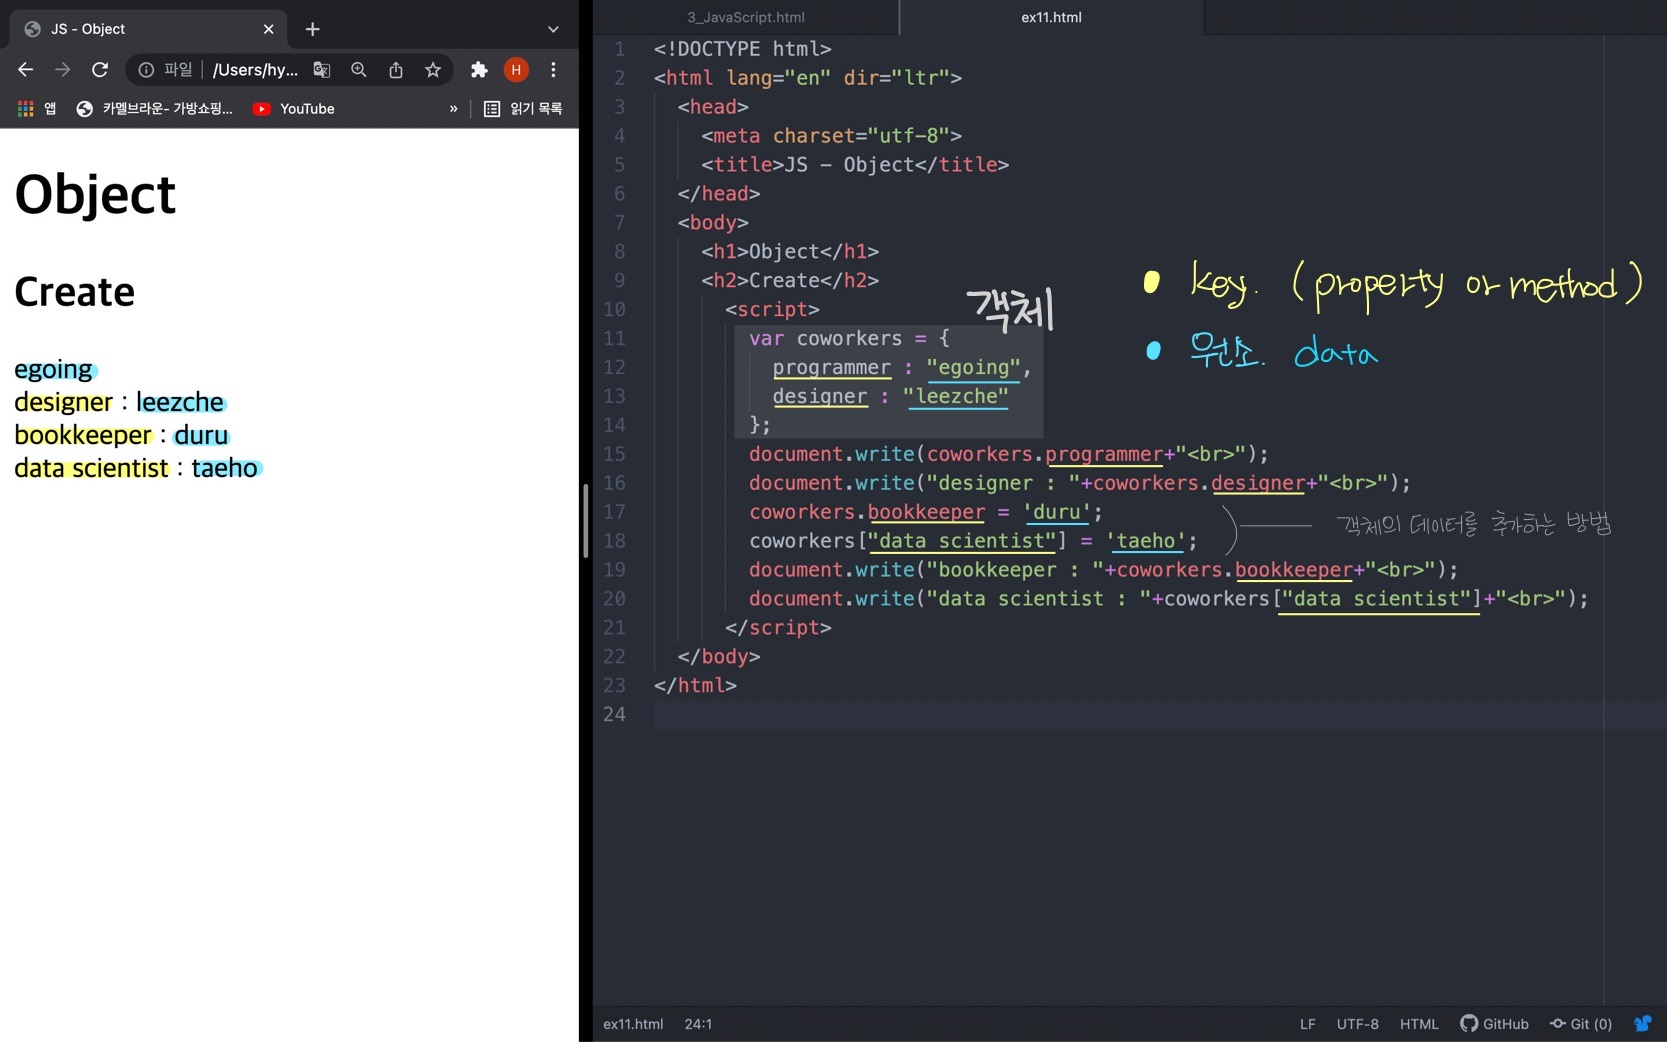 JS - Object
파일 | /Users/hy...
H
앱
카멜브라운- 가방쇼핑...
YouTube
»
읽기 목록
Object
Create
egoing
designer : leezche
bookkeeper : duru
data scientist : taeho
3_JavaScript.html
ex11.html
1 <!DOCTYPE html>
2 <html lang="en" dir="ltr">
3 <head>
4 <meta charset="utf-8">
5 <title>JS - Object</title>
6 </head>
7 <body>
8 <h1>Object</h1>
9 <h2>Create</h2>
key. (property or method)
10 <script>
객체
11 var coworkers = {
원소. data
12 programmer : "egoing",
13 designer : "leezche"
14 };
15 document.write(coworkers.programmer+"<br>");
16 document.write("designer : "+coworkers.designer+"<br>");
17 coworkers.bookkeeper = 'duru';
객체의 데이터를 추가하는 방법
18 coworkers["data scientist"] = 'taeho';
19 document.write("bookkeeper : "+coworkers.bookkeeper+"<br>");
20 document.write("data scientist : "+coworkers["data scientist"]+"<br>");
21 </script>
22 </body>
23 </html>
24
ex11.html 24:1
LF UTF-8 HTML GitHub Git (0)